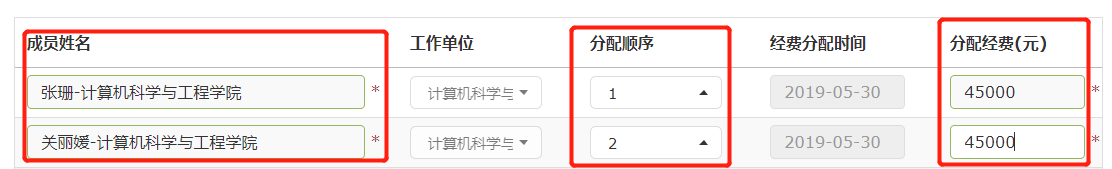 成员姓名 工作单位 分配顺序 经费分配时间 分配经费(元)
张珊-计算机科学与工程学院 * 计算机科学与 1 2019-05-30 45000 *
关丽媛-计算机科学与工程学院 * 计算机科学与 2 2019-05-30 45000 *